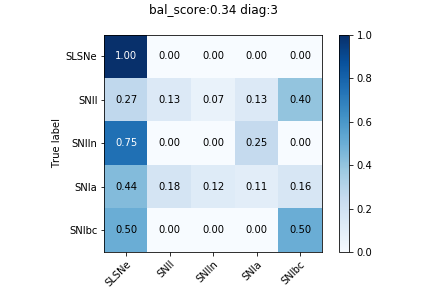 bal_score:0.34 diag:3
True label
SLSNe 1.00 0.00 0.00 0.00 0.00
SNII 0.27 0.13 0.07 0.13 0.40
SNIIn 0.75 0.00 0.00 0.25 0.00
SNIa 0.44 0.18 0.12 0.11 0.16
SNIbc 0.50 0.00 0.00 0.00 0.50
SLSNe SNII SNIIn SNIa SNIbc
1.0
0.8
0.6
0.4
0.2
0.0